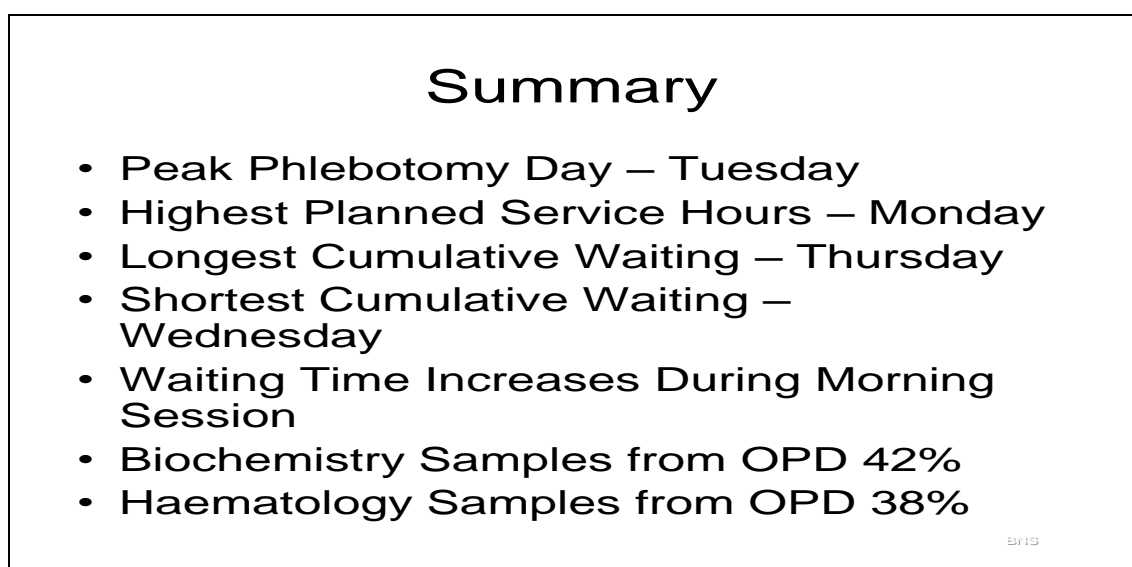 Summary
• Peak Phlebotomy Day – Tuesday
• Highest Planned Service Hours – Monday
• Longest Cumulative Waiting – Thursday
• Shortest Cumulative Waiting –
Wednesday
• Waiting Time Increases During Morning
Session
• Biochemistry Samples from OPD 42%
• Haematology Samples from OPD 38%
BNS